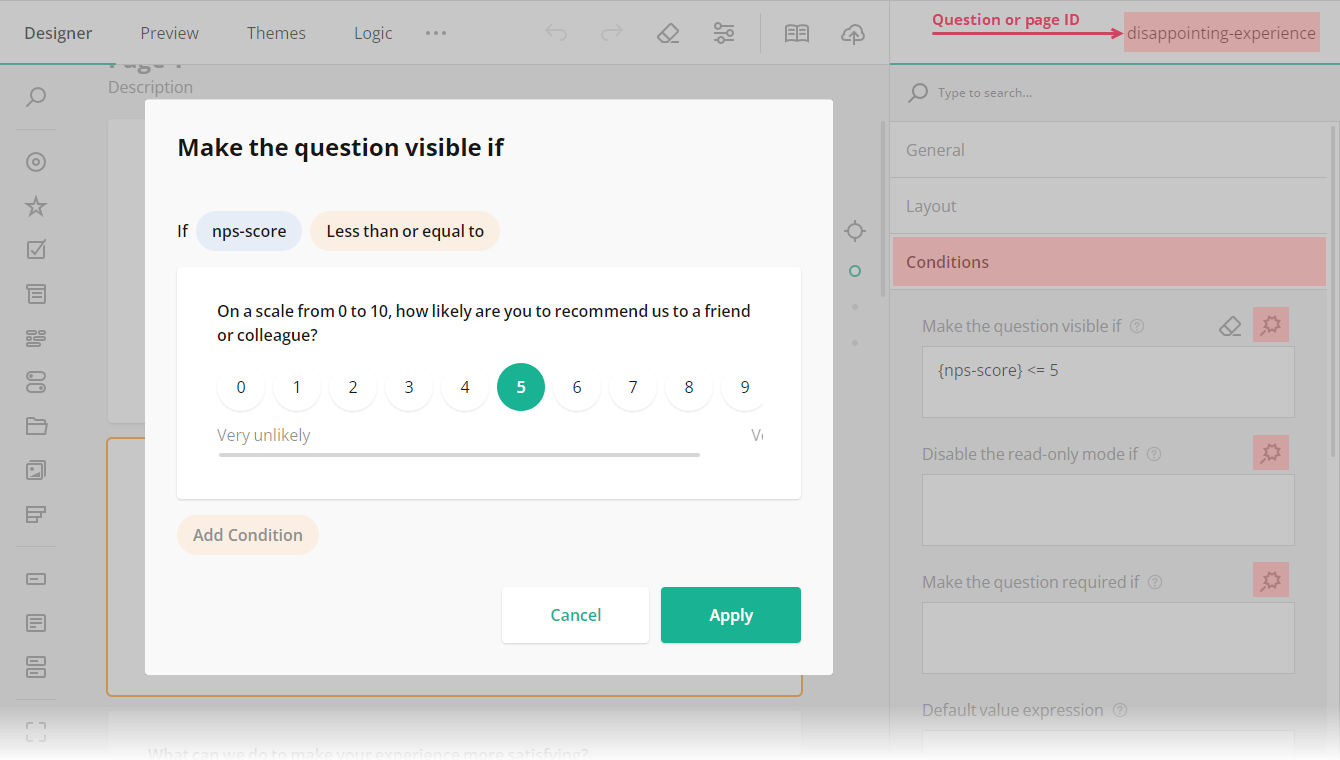 Designer
Preview
Themes
Logic
Question or page ID
disappointing-experience
Description
Type to search...
General
Layout
Conditions
Make the question visible if
{nps-score} <= 5
Disable the read-only mode if
Make the question required if
Default value expression
Make the question visible if
If nps-score Less than or equal to
On a scale from 0 to 10, how likely are you to recommend us to a friend
or colleague?
0 1 2 3 4 5 6 7 8 9
Very unlikely
Add Condition
Cancel
Apply
What can we do to make your experience more satisfying?